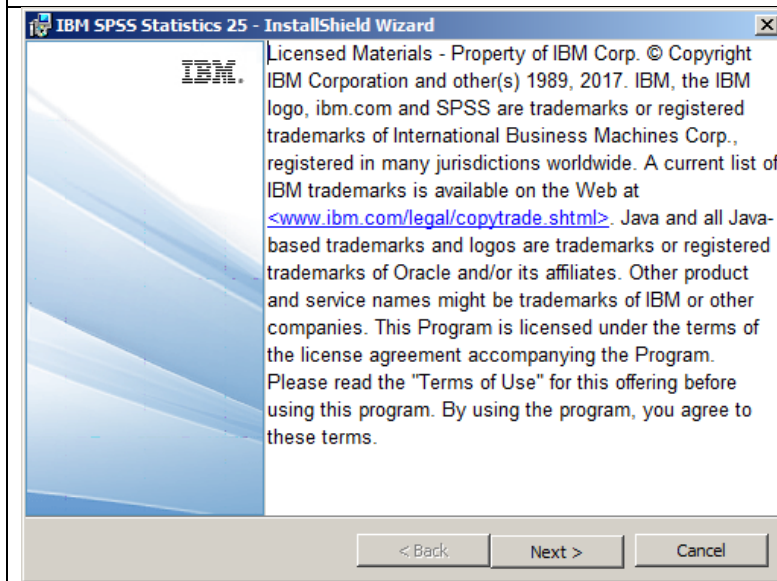 IBM SPSS Statistics 25 - InstallShield Wizard
IBM.
Licensed Materials - Property of IBM Corp. © Copyright
IBM Corporation and other(s) 1989, 2017. IBM, the IBM
logo, ibm.com and SPSS are trademarks or registered
trademarks of International Business Machines Corp.,
registered in many jurisdictions worldwide. A current list of
IBM trademarks is available on the Web at
<www.ibm.com/legal/copytrade.shtml>. Java and all Java-
based trademarks and logos are trademarks or registered
trademarks of Oracle and/or its affiliates. Other product
and service names might be trademarks of IBM or other
companies. This Program is licensed under the terms of
the license agreement accompanying the Program.
Please read the "Terms of Use" for this offering before
using this program. By using the program, you agree to
these terms.
< Back
Next >
Cancel